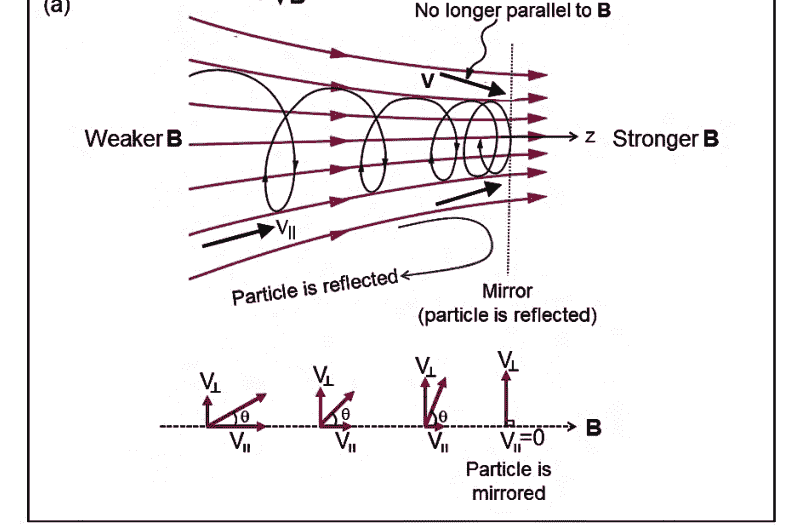 (a)
No longer parallel to B
V
Weaker B
z Stronger B
V||
Particle is reflected
Mirror
(particle is reflected)
V⊥ V⊥ V⊥ V⊥
θ θ θ
V|| V|| V|| V||=0 B
Particle is
mirrored